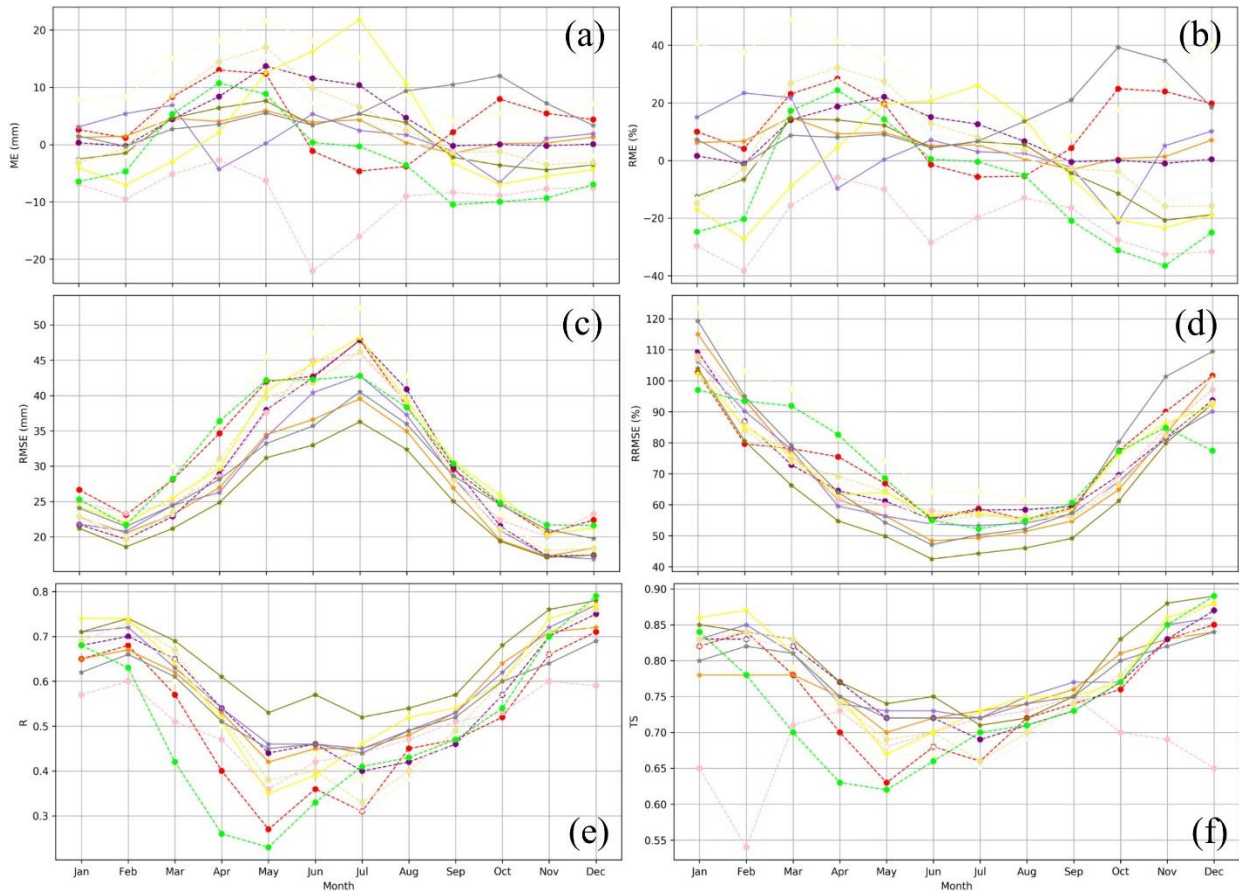 (a)
ME (mm)
20
10
0
−10
−20
(b)
RME (%)
40
20
0
−20
−40
(c)
RMSE (mm)
50
45
40
35
30
25
20
(d)
RRMSE (%)
120
110
100
90
80
70
60
50
40
(e)
R
0.8
0.7
0.6
0.5
0.4
0.3
Jan Feb Mar Apr May Jun Jul Aug Sep Oct Nov Dec
Month
(f)
TS
0.90
0.85
0.80
0.75
0.70
0.65
0.60
0.55
Jan Feb Mar Apr May Jun Jul Aug Sep Oct Nov Dec
Month